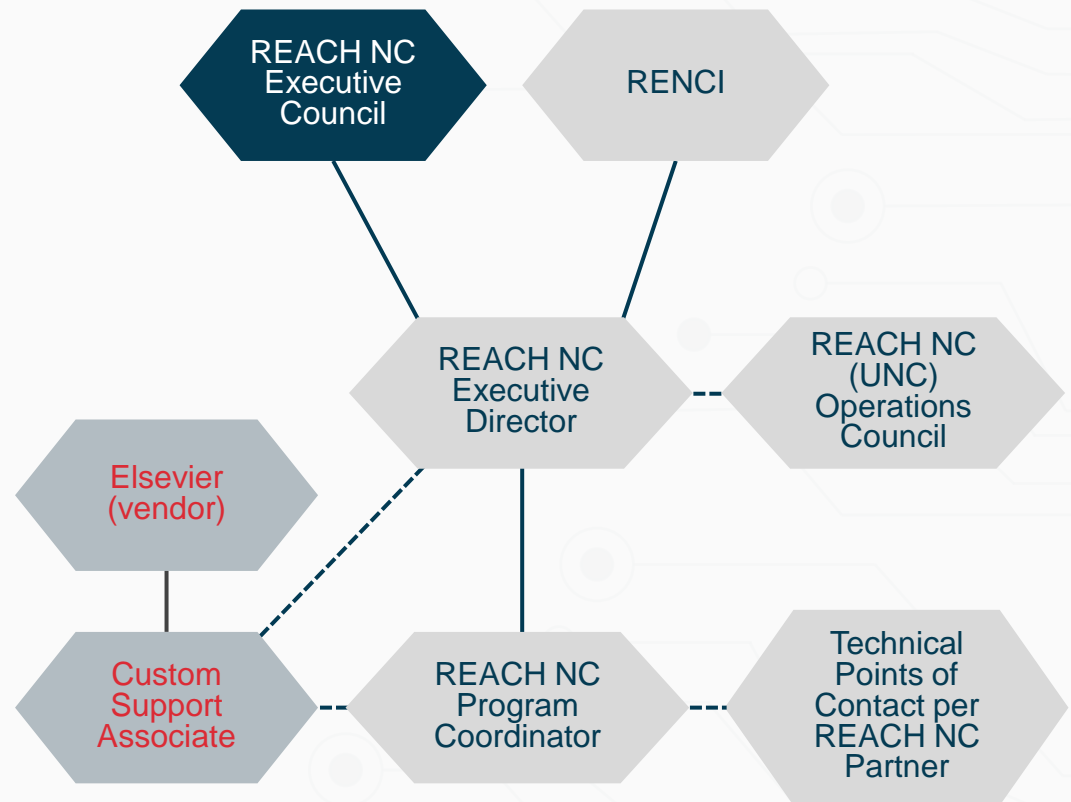 REACH NC
Executive
Council
RENCI
REACH NC
Executive
Director
REACH NC
(UNC)
Operations
Council
Elsevier
(vendor)
Custom
Support
Associate
REACH NC
Program
Coordinator
Technical
Points of
Contact per
REACH NC
Partner